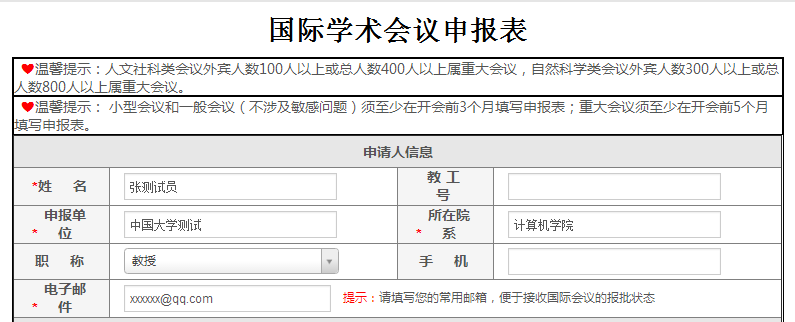 国际学术会议申报表
♥温馨提示：人文社科类会议外宾人数100人以上或总人数400人以上属重大会议，自然科学类会议外宾人数300人以上或总
人数800人以上属重大会议。
♥温馨提示： 小型会议和一般会议（不涉及敏感问题）须至少在开会前3个月填写申报表；重大会议须至少在开会前5个月
填写申报表。
申请人信息
*姓 名 张测试员 教 工
号
申报单
* 位 中国大学测试 所在院
* 系 计算机学院
职 称 教授 手 机
电子邮
* 件 xxxxxx@qq.com 提示：请填写您的常用邮箱，便于接收国际会议的报批状态